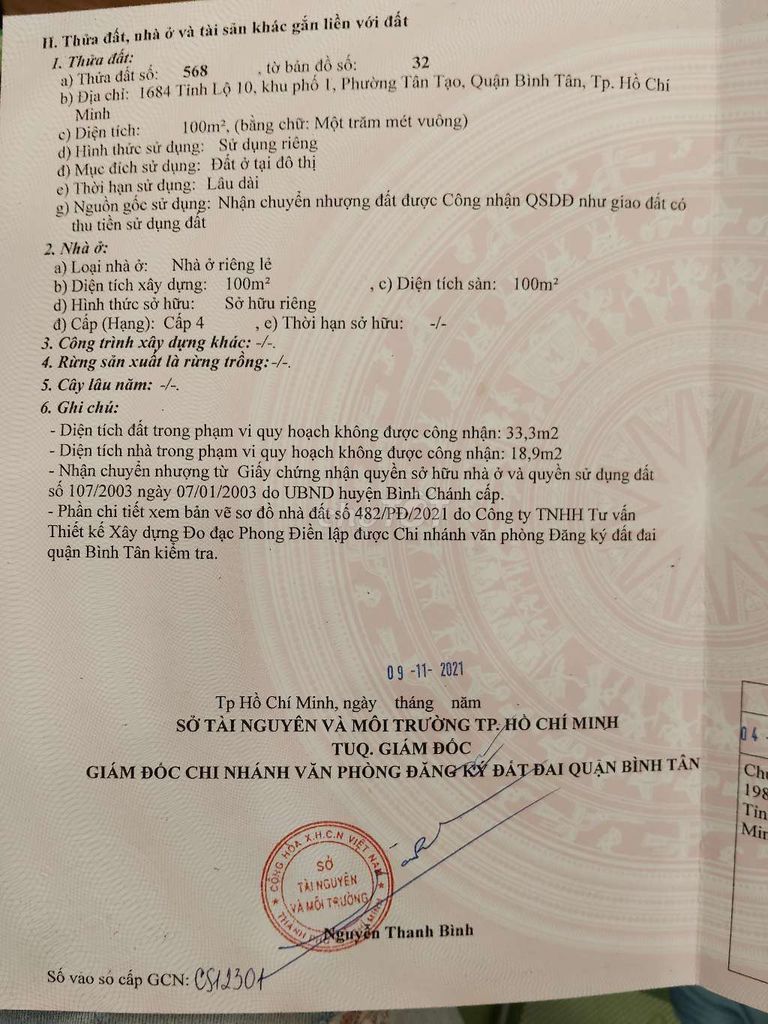 II. Thửa đất, nhà ở và tài sản khác gắn liền với đất
1. Thửa đất:
a) Thửa đất số: 568 , tờ bản đồ số: 32
b) Địa chỉ: 1684 Tỉnh Lộ 10, khu phố 1, Phường Tân Tạo, Quận Bình Tân, Tp. Hồ Chí
Minh
c) Diện tích: 100m², (bằng chữ: Một trăm mét vuông)
d) Hình thức sử dụng: Sử dụng riêng
đ) Mục đích sử dụng: Đất ở tại đô thị
e) Thời hạn sử dụng: Lâu dài
g) Nguồn gốc sử dụng: Nhận chuyển nhượng đất được Công nhận QSDĐ như giao đất có
thu tiền sử dụng đất
2. Nhà ở:
a) Loại nhà ở: Nhà ở riêng lẻ
b) Diện tích xây dựng: 100m² , c) Diện tích sàn: 100m²
d) Hình thức sở hữu: Sở hữu riêng
đ) Cấp (Hạng): Cấp 4 , e) Thời hạn sở hữu: -/-
3. Công trình xây dựng khác: -/-.
4. Rừng sản xuất là rừng trồng: -/-.
5. Cây lâu năm: -/-.
6. Ghi chú:
- Diện tích đất trong phạm vi quy hoạch không được công nhận: 33,3m2
- Diện tích nhà trong phạm vi quy hoạch không được công nhận: 18,9m2
- Nhận chuyển nhượng từ Giấy chứng nhận quyền sở hữu nhà ở và quyền sử dụng đất
số 107/2003 ngày 07/01/2003 do UBND huyện Bình Chánh cấp.
- Phần chi tiết xem bản vẽ sơ đồ nhà đất số 482/PĐ/2021 do Công ty TNHH Tư vấn
Thiết kế Xây dựng Đo đạc Phong Điền lập được Chi nhánh văn phòng Đăng ký đất đai
quận Bình Tân kiểm tra.
09-11-2021
Tp Hồ Chí Minh, ngày tháng năm
SỞ TÀI NGUYÊN VÀ MÔI TRƯỜNG TP. HỒ CHÍ MINH
TUQ. GIÁM ĐỐC
GIÁM ĐỐC CHI NHÁNH VĂN PHÒNG ĐĂNG KÝ ĐẤT ĐAI QUẬN BÌNH TÂN
CỘNG HÒA X.H.C.N VIỆT NAM
SỞ
TÀI NGUYÊN
VÀ MÔI TRƯỜNG
THÀNH PHỐ HỒ CHÍ MINH
Nguyễn Thanh Bình
Số vào sổ cấp GCN: CS12301
04
198
Tỉn
Min